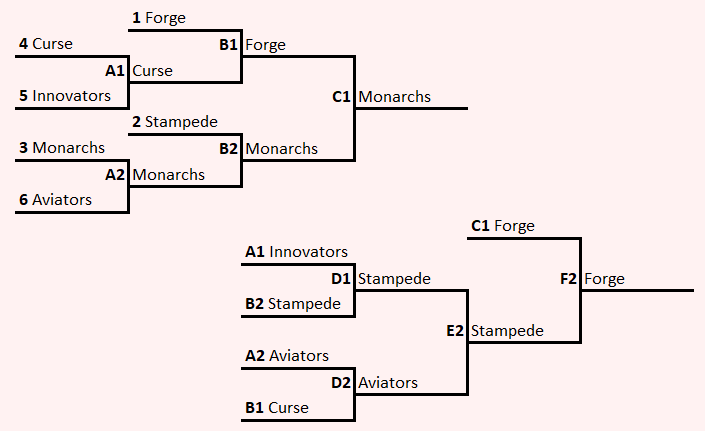 1 Forge
4 Curse
B1 Forge
A1 Curse
5 Innovators
C1 Monarchs
2 Stampede
3 Monarchs
B2 Monarchs
A2 Monarchs
6 Aviators
C1 Forge
A1 Innovators
D1 Stampede
F2 Forge
B2 Stampede
E2 Stampede
A2 Aviators
D2 Aviators
B1 Curse